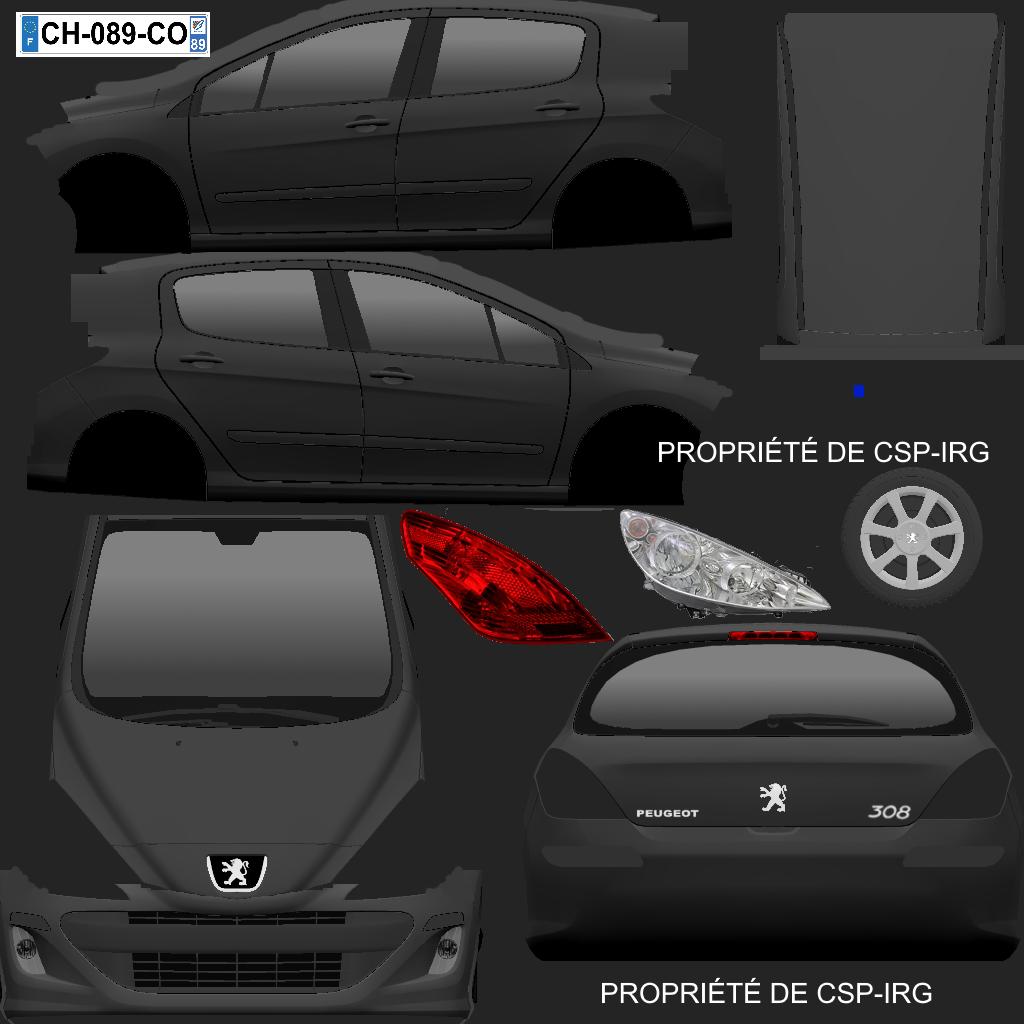 F CH-089-CO 89
PROPRIÉTÉ DE CSP-IRG
PEUGEOT 308
PROPRIÉTÉ DE CSP-IRG